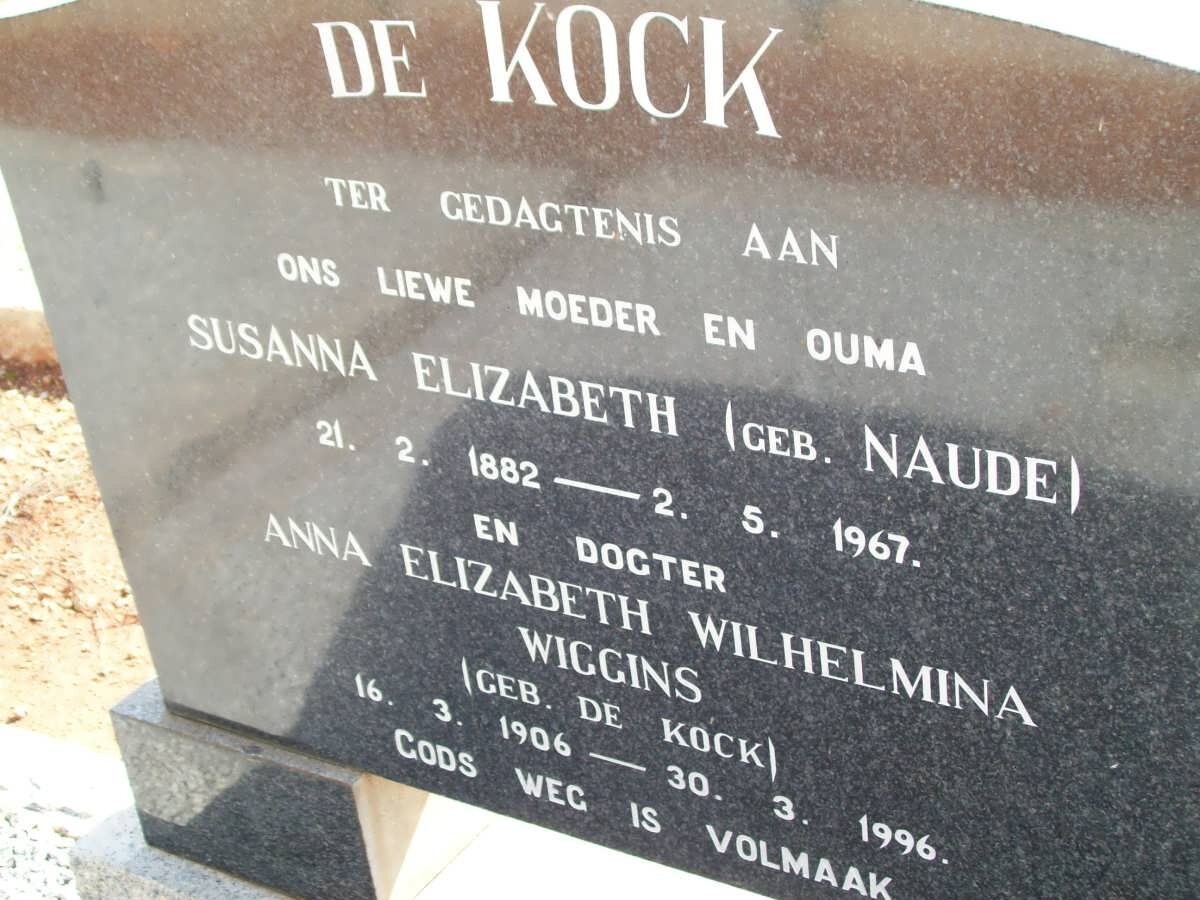 DE KOCK
TER GEDAGTENIS AAN
ONS LIEWE MOEDER EN OUMA
SUSANNA ELIZABETH (GEB. NAUDE)
21. 2. 1882 — 2. 5. 1967.
EN DOGTER
ANNA ELIZABETH WILHELMINA
WIGGINS
(GEB. DE KOCK)
16. 3. 1906 — 30. 3. 1996.
GODS WEG IS VOLMAAK